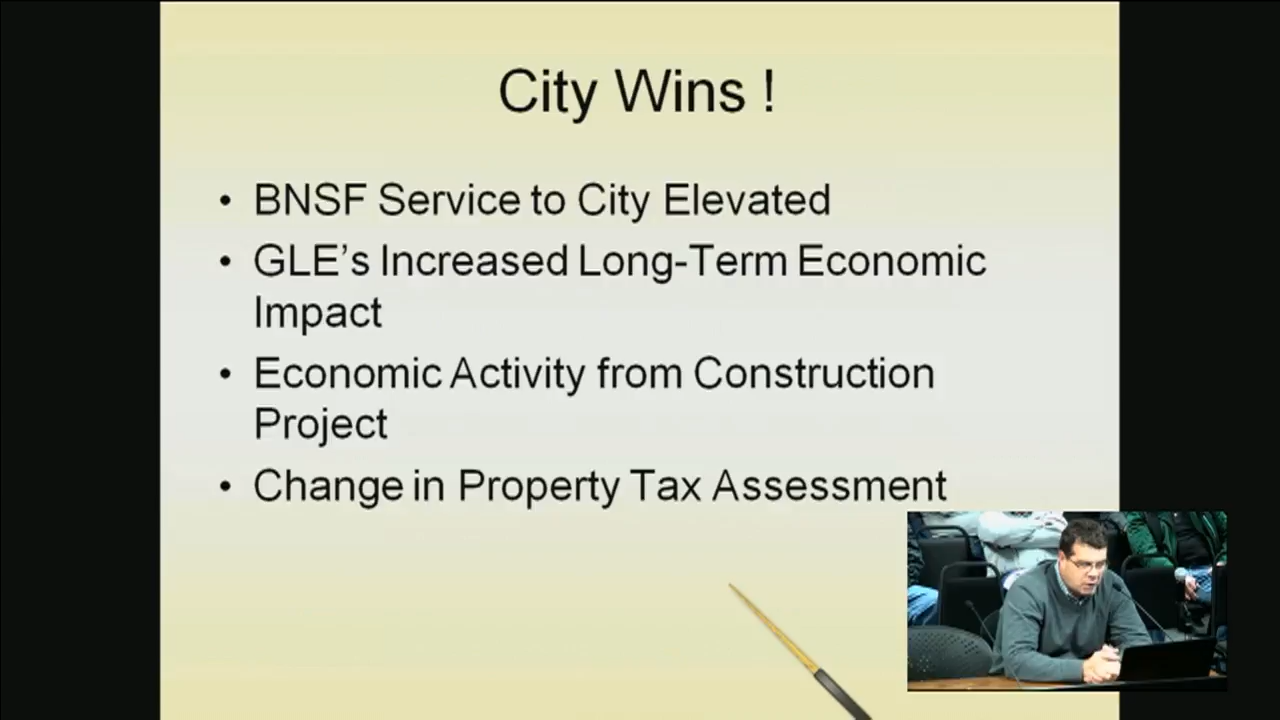 City Wins !
• BNSF Service to City Elevated
• GLE’s Increased Long-Term Economic
Impact
• Economic Activity from Construction
Project
• Change in Property Tax Assessment